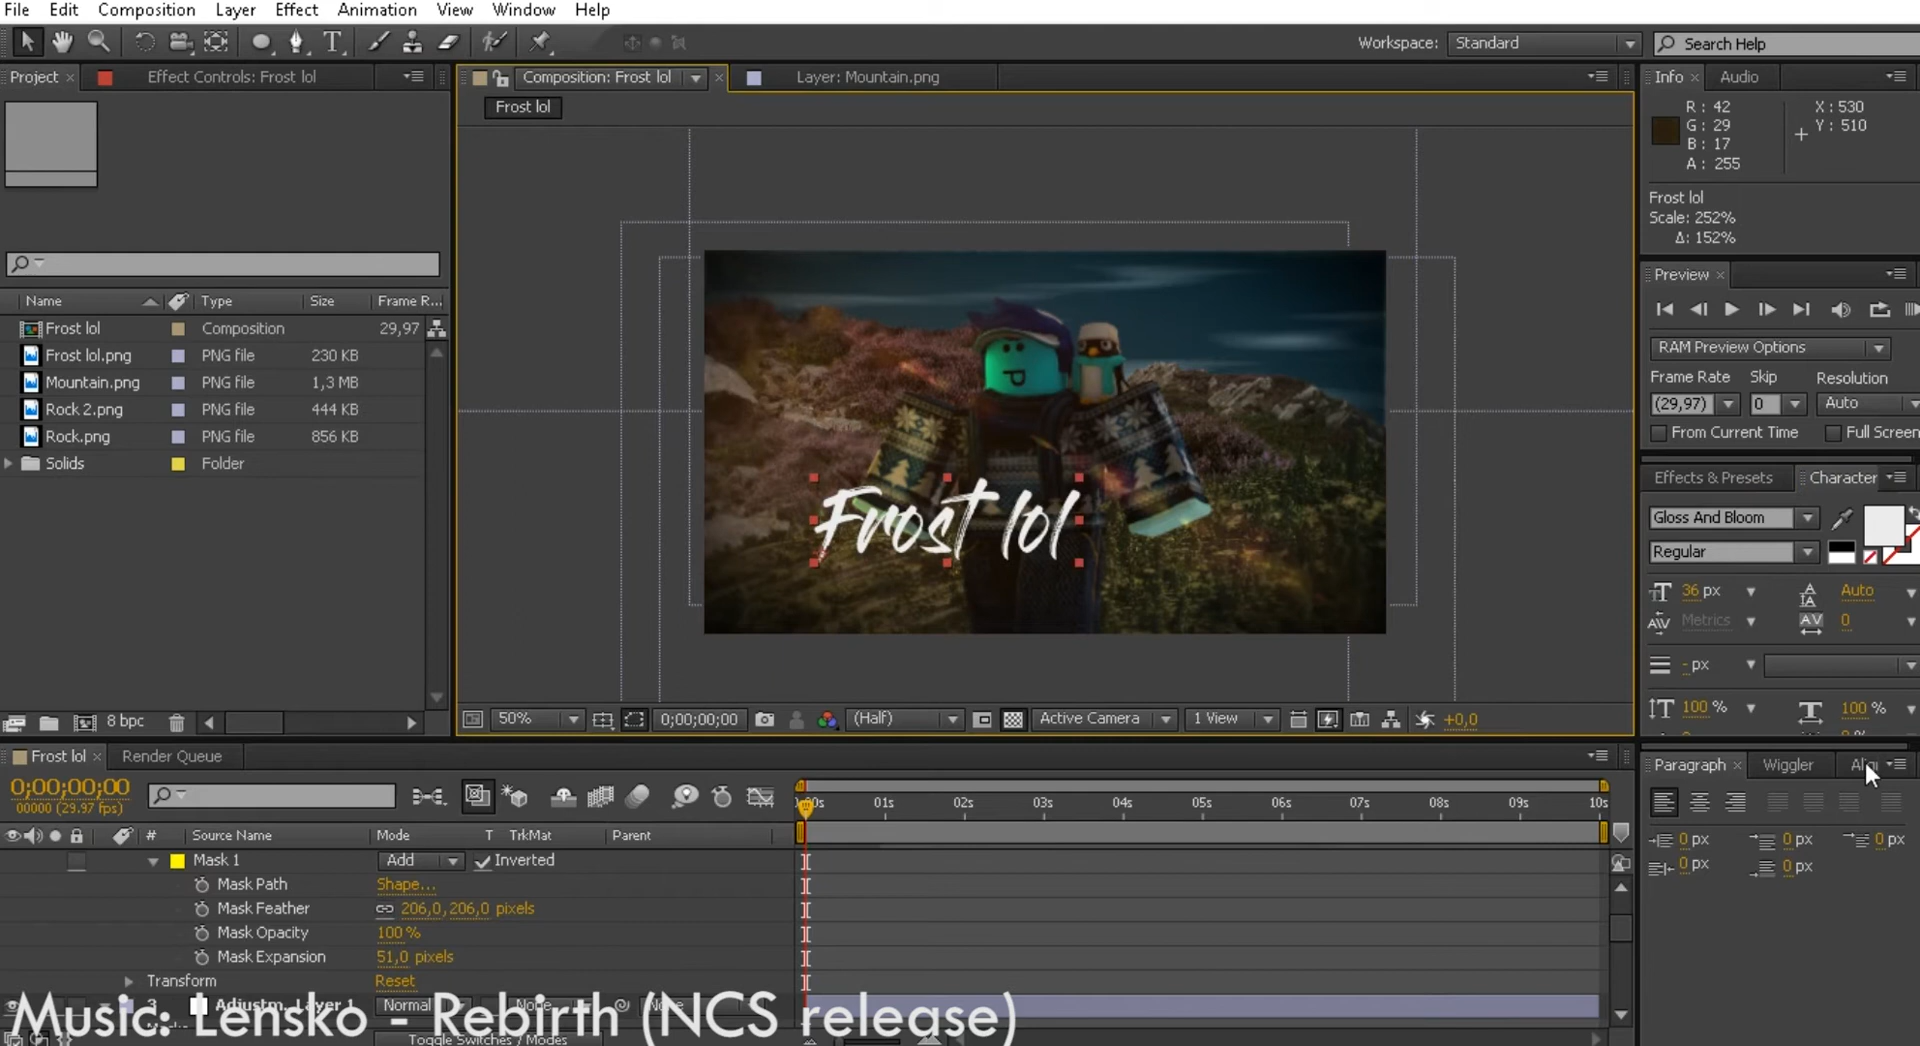 File Edit Composition Layer Effect Animation View Window Help
Workspace: Standard Search Help
Project Effect Controls: Frost lol Composition: Frost lol Layer: Mountain.png Info Audio
Frost lol
R: 42 X: 530
G: 29 Y: 510
B: 17
A: 255
Frost lol
Scale: 252%
Δ: 152%
Preview
Name Type Size Frame R...
Frost lol Composition 29,97
Frost lol.png PNG file 230 KB
Mountain.png PNG file 1,3 MB
Rock 2.png PNG file 444 KB
Rock.png PNG file 856 KB
Solids Folder
RAM Preview Options
Frame Rate Skip Resolution
(29,97) 0 Auto
From Current Time Full Screen
Effects & Presets Character
Gloss And Bloom
Regular
36 px Auto
Metrics 0
- px
100 % 100 %
Frost lol
8 bpc 50% 0;00;00;00 (Half) Active Camera 1 View +0,0
Frost lol Render Queue
0;00;00;00
00000 (29.97 fps)
00s 01s 02s 03s 04s 05s 06s 07s 08s 09s 10s
# Source Name Mode T TrkMat Parent
Mask 1 Add Inverted
Mask Path Shape...
Mask Feather 206,0,206,0 pixels
Mask Opacity 100 %
Mask Expansion 51,0 pixels
Transform Reset
3 Adjustm. Layer 1 Normal None None
Toggle Switches / Modes
Paragraph Wiggler
0 px 0 px 0 px
0 px 0 px
Music: Lensko - Rebirth (NCS release)